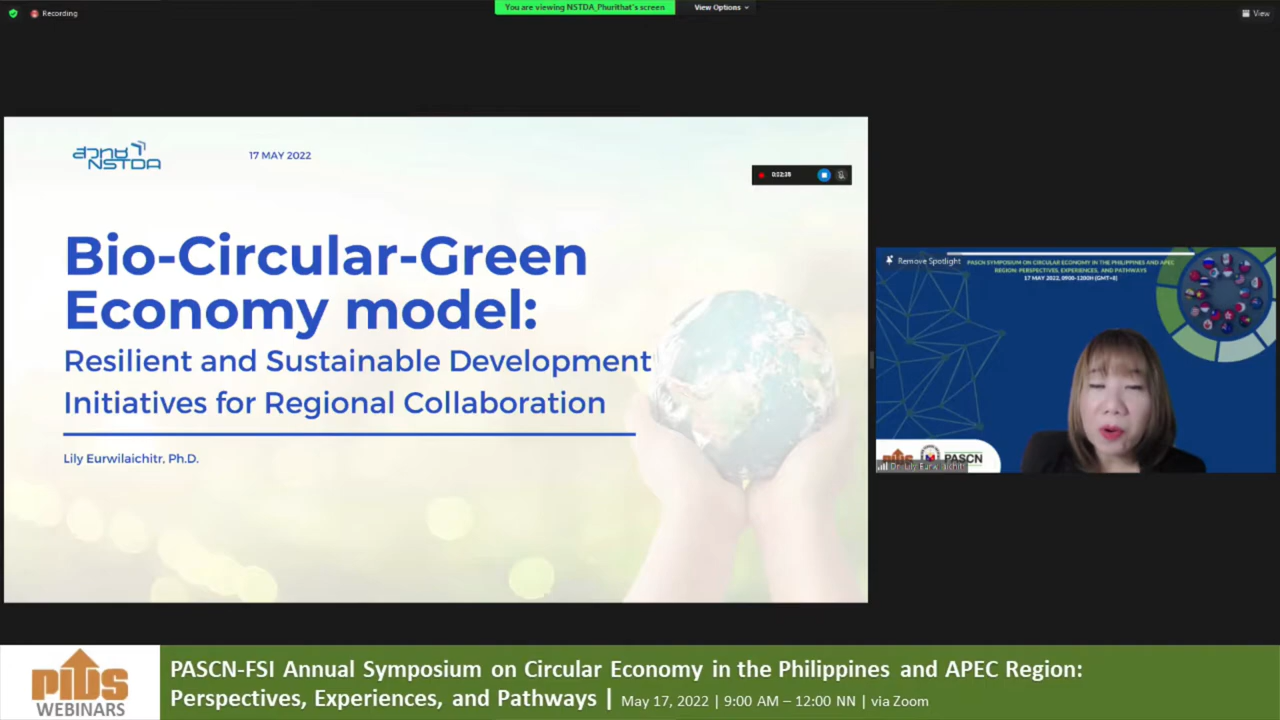 Recording
You are viewing NSTDA_Phurithat's screen
View Options
View
สวทช
NSTDA
17 MAY 2022
Bio-Circular-Green
Economy model:
Resilient and Sustainable Development
Initiatives for Regional Collaboration
Lily Eurwilaichitr, Ph.D.
Remove Spotlight
PASCN SYMPOSIUM ON CIRCULAR ECONOMY IN THE PHILIPPINES AND APEC
REGION: PERSPECTIVES, EXPERIENCES, AND PATHWAYS
17 MAY 2022, 0900-1200H (GMT+8)
PASCN
Dr. Lily Eurwilaichitr
PIDS
WEBINARS
PASCN-FSI Annual Symposium on Circular Economy in the Philippines and APEC Region:
Perspectives, Experiences, and Pathways | May 17, 2022 | 9:00 AM – 12:00 NN | via Zoom